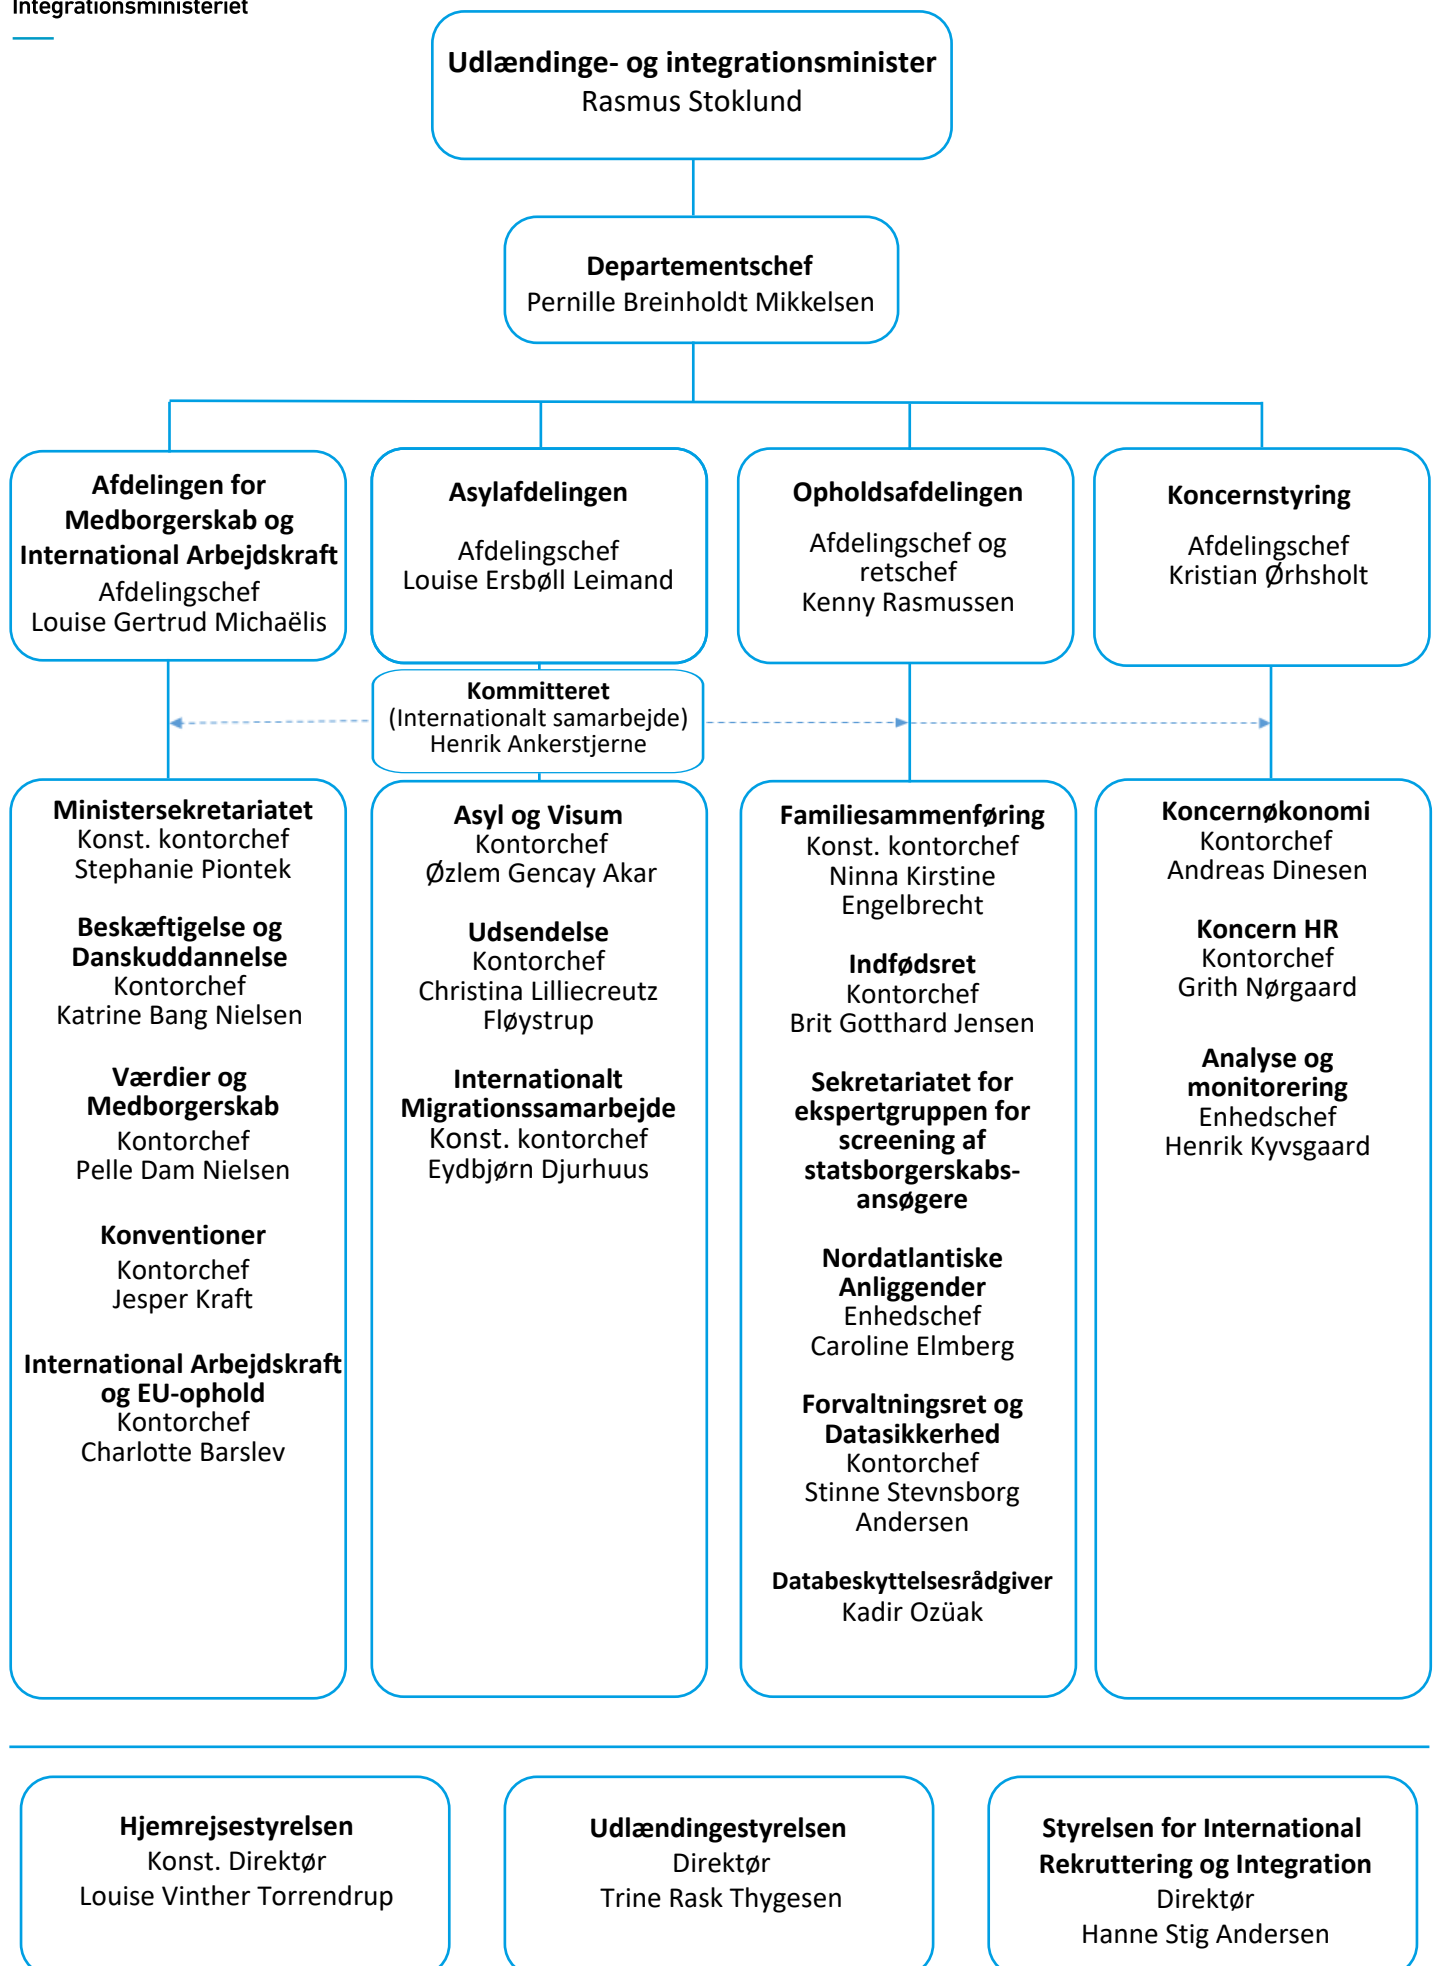 Integrationsministeriet
Udlændinge- og integrationsminister
Rasmus Stoklund
Departementschef
Pernille Breinholdt Mikkelsen
Afdelingen for
Medborgerskab og
International Arbejdskraft
Afdelingschef
Louise Gertrud Michaëlis
Asylafdelingen
Afdelingschef
Louise Ersbøll Leimand
Opholdsafdelingen
Afdelingschef og
retschef
Kenny Rasmussen
Koncernstyring
Afdelingschef
Kristian Ørhsholt
Kommitteret
(Internationalt samarbejde)
Henrik Ankerstjerne
Ministersekretariatet
Konst. kontorchef
Stephanie Piontek
Beskæftigelse og
Danskuddannelse
Kontorchef
Katrine Bang Nielsen
Værdier og
Medborgerskab
Kontorchef
Pelle Dam Nielsen
Konventioner
Kontorchef
Jesper Kraft
International Arbejdskraft
og EU-ophold
Kontorchef
Charlotte Barslev
Asyl og Visum
Kontorchef
Øzlem Gencay Akar
Udsendelse
Kontorchef
Christina Lilliecreutz
Fløystrup
Internationalt
Migrationssamarbejde
Konst. kontorchef
Eydbjørn Djurhuus
Familiesammenføring
Konst. kontorchef
Ninna Kirstine
Engelbrecht
Indfødsret
Kontorchef
Brit Gotthard Jensen
Sekretariatet for
ekspertgruppen for
screening af
statsborgerskabs-
ansøgere
Nordatlantiske
Anliggender
Enhedschef
Caroline Elmberg
Forvaltningsret og
Datasikkerhed
Kontorchef
Stinne Stevnsborg
Andersen
Databeskyttelsesrådgiver
Kadir Ozüak
Koncernøkonomi
Kontorchef
Andreas Dinesen
Koncern HR
Kontorchef
Grith Nørgaard
Analyse og
monitorering
Enhedschef
Henrik Kyvsgaard
Hjemrejsestyrelsen
Konst. Direktør
Louise Vinther Torrendrup
Udlændingestyrelsen
Direktør
Trine Rask Thygesen
Styrelsen for International
Rekruttering og Integration
Direktør
Hanne Stig Andersen